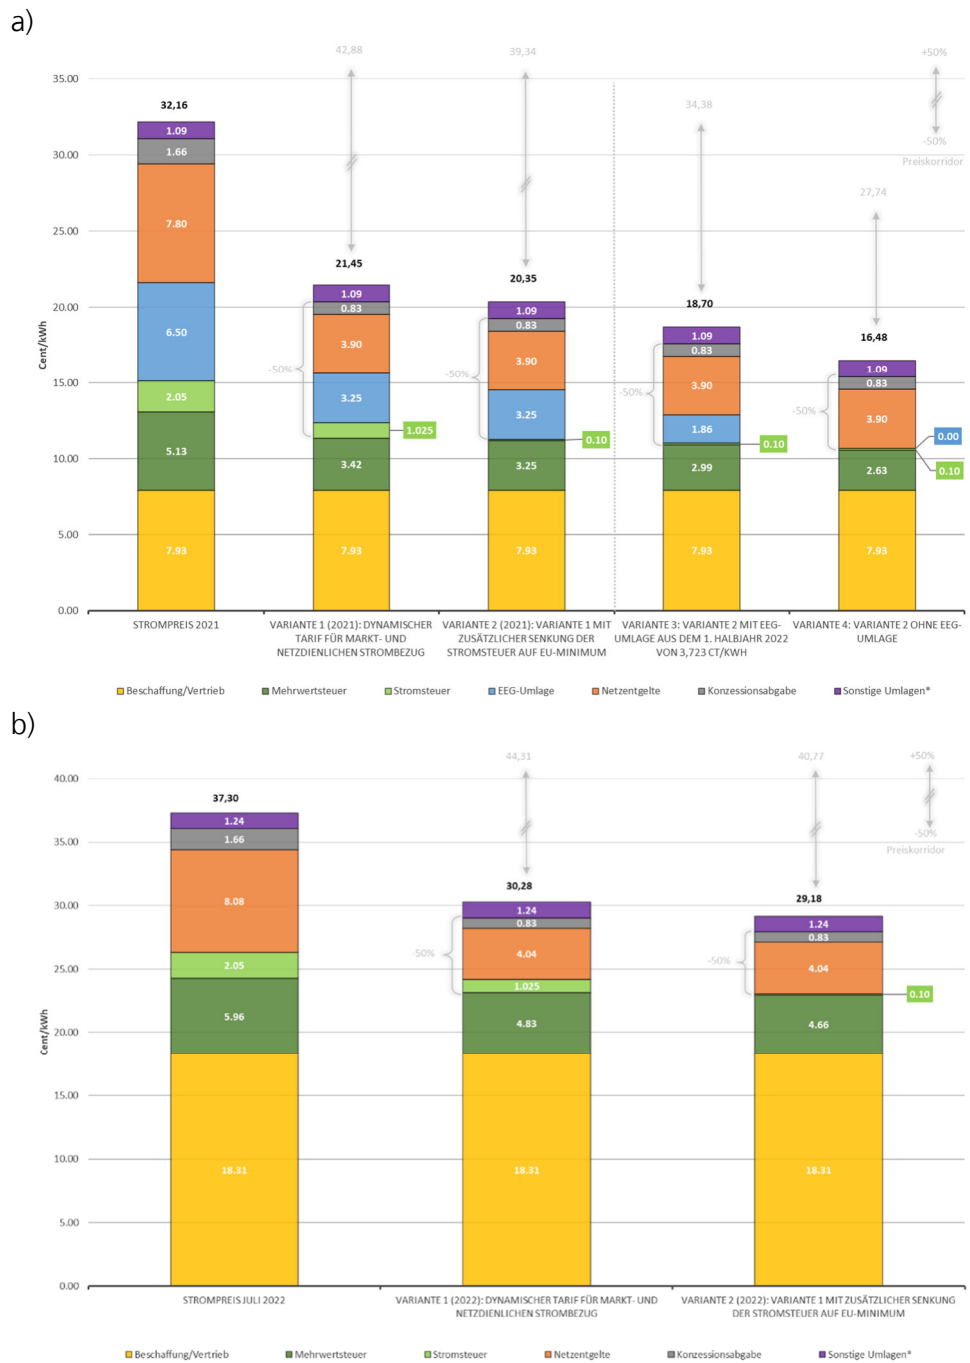 a)
42,88
39,34
+50%
35.00
32,16
34,38
1.09
-50%
30.00
1.66
Preiskorridor
27,74
7.80
25.00
21,45
20,35
1.09
20.00
0.83
1.09
18,70
0.83
1.09
6.50
3.90
0.83
16,48
3.90
1.09
-50%
-50%
3.90
0.83
15.00
3.25
-50%
-50%
2.05
3.25
3.90
1.86
1.025
0.10
0.10
0.00
5.13
3.42
3.25
2.99
2.63
0.10
10.00
Cent/kWh
5.00
7.93
7.93
7.93
7.93
7.93
0.00
STROMPREIS 2021
VARIANTE 1 (2021): DYNAMISCHER
TARIF FÜR MARKT- UND
NETZDIENLICHEN STROMBEZUG
VARIANTE 2 (2021): VARIANTE 1 MIT
ZUSÄTZLICHER SENKUNG DER
STROMSTEUER AUF EU-MINIMUM
VARIANTE 3: VARIANTE 2 MIT EEG-
UMLAGE AUS DEM 1. HALBJAHR 2022
VON 3,723 CT/KWH
VARIANTE 4: VARIANTE 2 OHNE EEG-
UMLAGE
Beschaffung/Vertrieb
Mehrwertsteuer
Stromsteuer
EEG-Umlage
Netzentgelte
Konzessionsabgabe
Sonstige Umlagen*
b)
44,31
40,77
+50%
40.00
37,30
1.24
-50%
35.00
1.66
Preiskorridor
8.08
30,28
29,18
30.00
1.24
1.24
0.83
0.83
-50%
4.04
-50%
4.04
25.00
2.05
1.025
0.10
5.96
4.83
4.66
20.00
Cent/kWh
15.00
10.00
18.31
18.31
18.31
5.00
0.00
STROMPREIS JULI 2022
VARIANTE 1 (2022): DYNAMISCHER TARIF FÜR MARKT- UND
NETZDIENLICHEN STROMBEZUG
VARIANTE 2 (2022): VARIANTE 1 MIT ZUSÄTZLICHER SENKUNG
DER STROMSTEUER AUF EU-MINIMUM
Beschaffung/Vertrieb
Mehrwertsteuer
Stromsteuer
Netzentgelte
Konzessionsabgabe
Sonstige Umlagen*